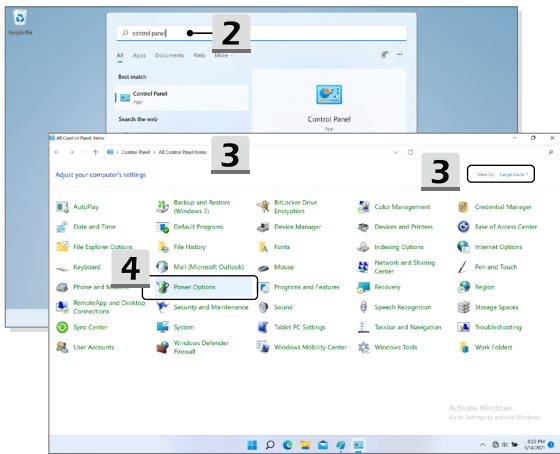 Recycle Bin
control panel
2
All Apps Documents Web More
Best match
Control Panel
App
Search the web
Control Panel
App
All Control Panel Items
Control Panel > All Control Panel Items
3
3
Adjust your computer's settings
View by: Large icons
AutoPlay
Backup and Restore (Windows 7)
BitLocker Drive Encryption
Color Management
Credential Manager
Date and Time
Default Programs
Device Manager
Devices and Printers
Ease of Access Center
File Explorer Options
File History
Fonts
Indexing Options
Internet Options
Keyboard
4
Mail (Microsoft Outlook)
Mouse
Network and Sharing Center
Pen and Touch
Phone and
Power Options
Programs and Features
Recovery
Region
RemoteApp and Desktop Connections
Security and Maintenance
Sound
Speech Recognition
Storage Spaces
Sync Center
System
Tablet PC Settings
Taskbar and Navigation
Troubleshooting
User Accounts
Windows Defender Firewall
Windows Mobility Center
Windows Tools
Work Folders
Activate Windows
Go to Settings to activate Windows.
8:22 PM